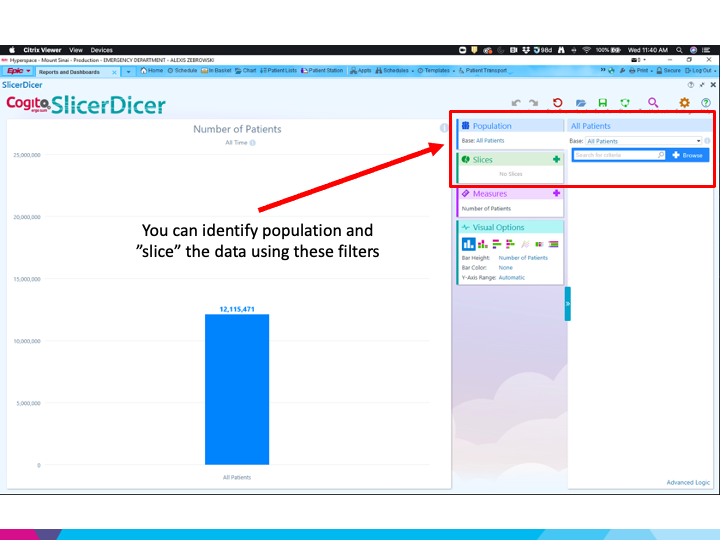 Citrix Viewer View Devices
98d
100%
Wed 11:40 AM
Hyperspace - Mount Sinai - Production - EMERGENCY DEPARTMENT - ALEXIS ZEBROWSKI
Epic
Reports and Dashboards
Home Schedule In Basket Chart Patient Lists Patient Station Appts Schedules Templates Patient Transport
Print Secure Log Out
SlicerDicer
Cogito SlicerDicer
Number of Patients
All Time
25,000,000
20,000,000
15,000,000
10,000,000
5,000,000
0
12,115,471
All Patients
You can identify population and
”slice” the data using these filters
Population
Base: All Patients
Slices
No Slices
Measures
Number of Patients
Visual Options
Bar Height: Number of Patients
Bar Color: None
Y-Axis Range: Automatic
All Patients
Base: All Patients
Search for criteria
Browse
Advanced Logic